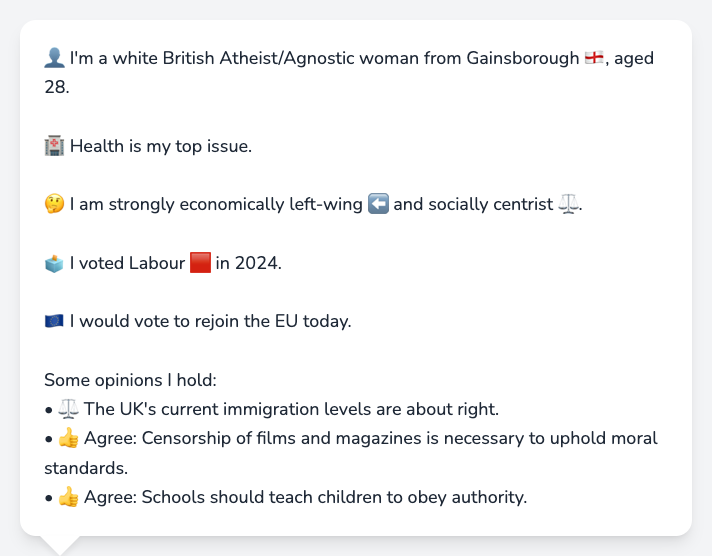 👤 I'm a white British Atheist/Agnostic woman from Gainsborough 🏴󠁧󠁢󠁥󠁮󠁧󠁿, aged
28.
🏥 Health is my top issue.
🤔 I am strongly economically left-wing ⬅️ and socially centrist ⚖️.
🗳️ I voted Labour 🟥 in 2024.
🇪🇺 I would vote to rejoin the EU today.
Some opinions I hold:
• ⚖️ The UK's current immigration levels are about right.
• 👍 Agree: Censorship of films and magazines is necessary to uphold moral
standards.
• 👍 Agree: Schools should teach children to obey authority.